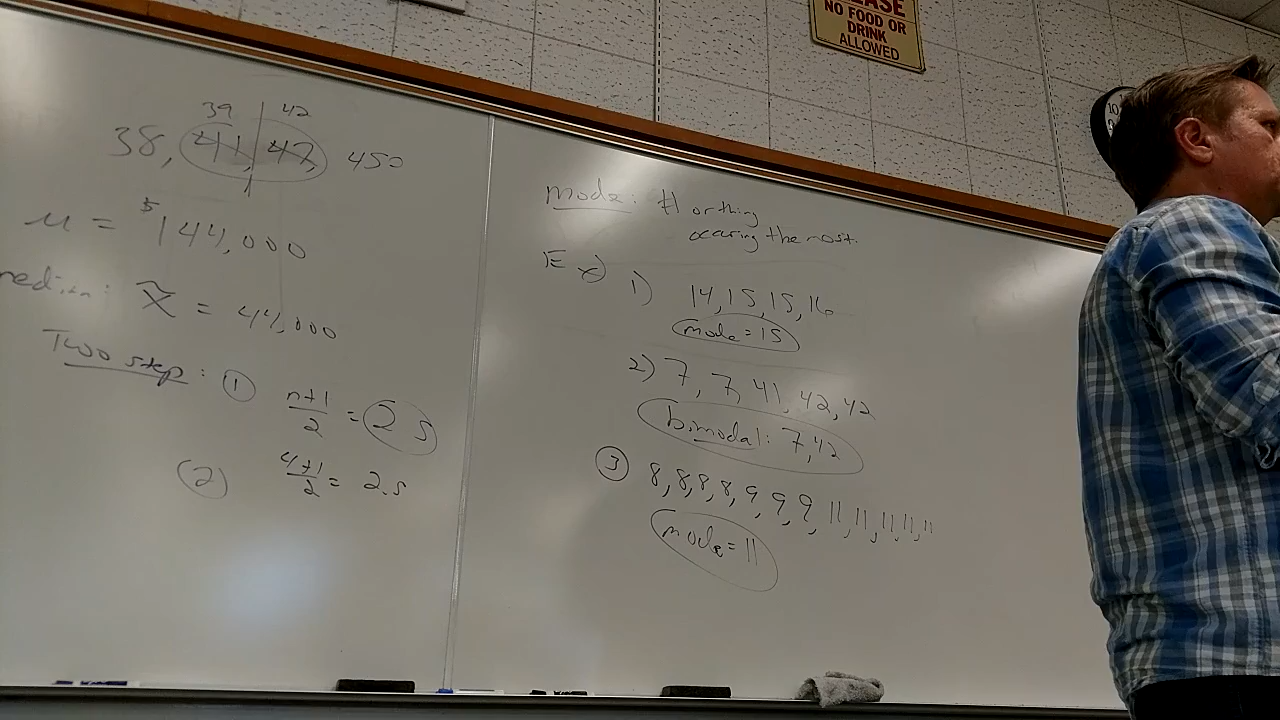 39 42
38, 41, 47, 450
μ = $144,000
x̃ = 44,000
Two step: ① n+1/2 = 2.5
(2) 4+1/2 = 2.5
mode: # or thing
occuring the most.
Ex) 1) 14, 15, 15, 16
mode = 15
2) 7, 7, 41, 42, 42
bimodal: 7, 42
③ 8, 8, 8, 8, 9, 9, 9, 11, 11, 11, 11, 11
mode = 11
NO FOOD OR
DRINK
ALLOWED
10